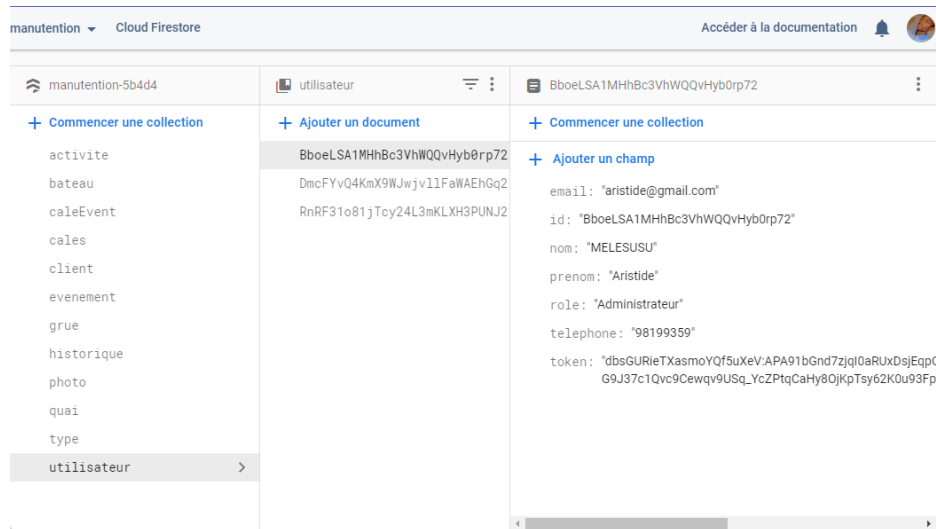 manutention Cloud Firestore Accéder à la documentation
manutention-5b4d4
Commencer une collection
activite
bateau
caleEvent
cales
client
evenement
grue
historique
photo
quai
type
utilisateur
utilisateur
Ajouter un document
BboeLSA1MHhBc3VhWQQvHyb0rp72
DmcFYvQ4KmX9WJwjvllFaWAEhGq2
RnRF31o81jTcy24L3mKLXH3PUNJ2
BboeLSA1MHhBc3VhWQQvHyb0rp72
Commencer une collection
Ajouter un champ
email: "aristide@gmail.com"
id: "BboeLSA1MHhBc3VhWQQvHyb0rp72"
nom: "MELESUSU"
prenom: "Aristide"
role: "Administrateur"
telephone: "98199359"
token: "dbsGURieTXasmoYQf5uXeV:APA91bGnd7zjqI0aRUxDsjEqp
G9J37c1Qvc9Cewqv9USq_YcZPtqCaHy8OjKpTsy62K0u93Fp